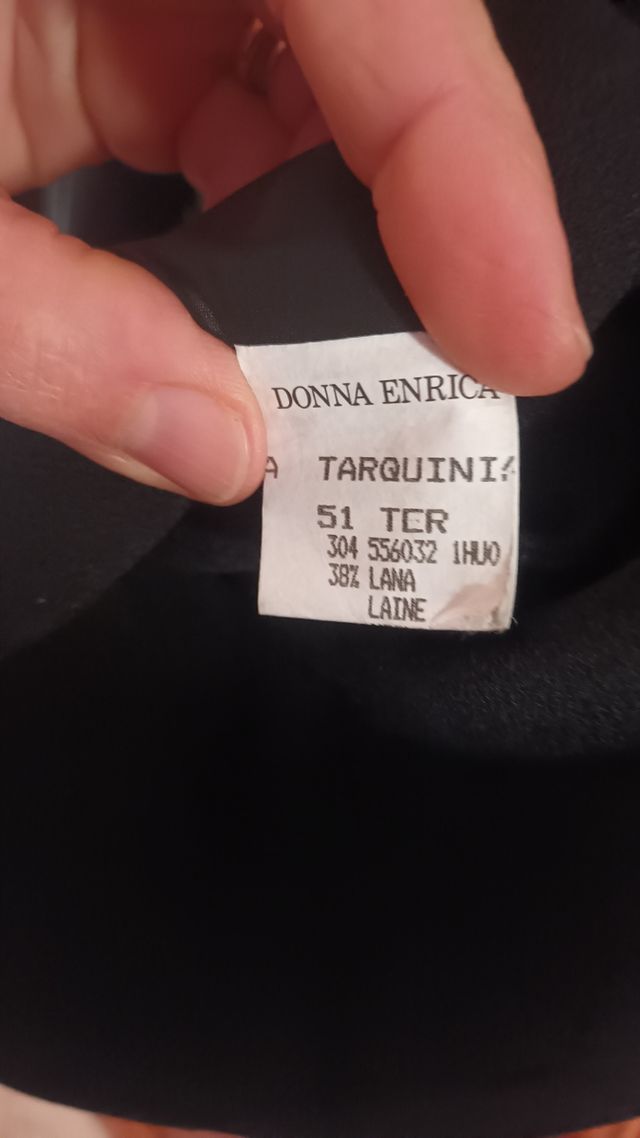 DONNA ENRICA
A TARQUINI
51 TER
304 556032 1HUO
38% LANA
LAINE